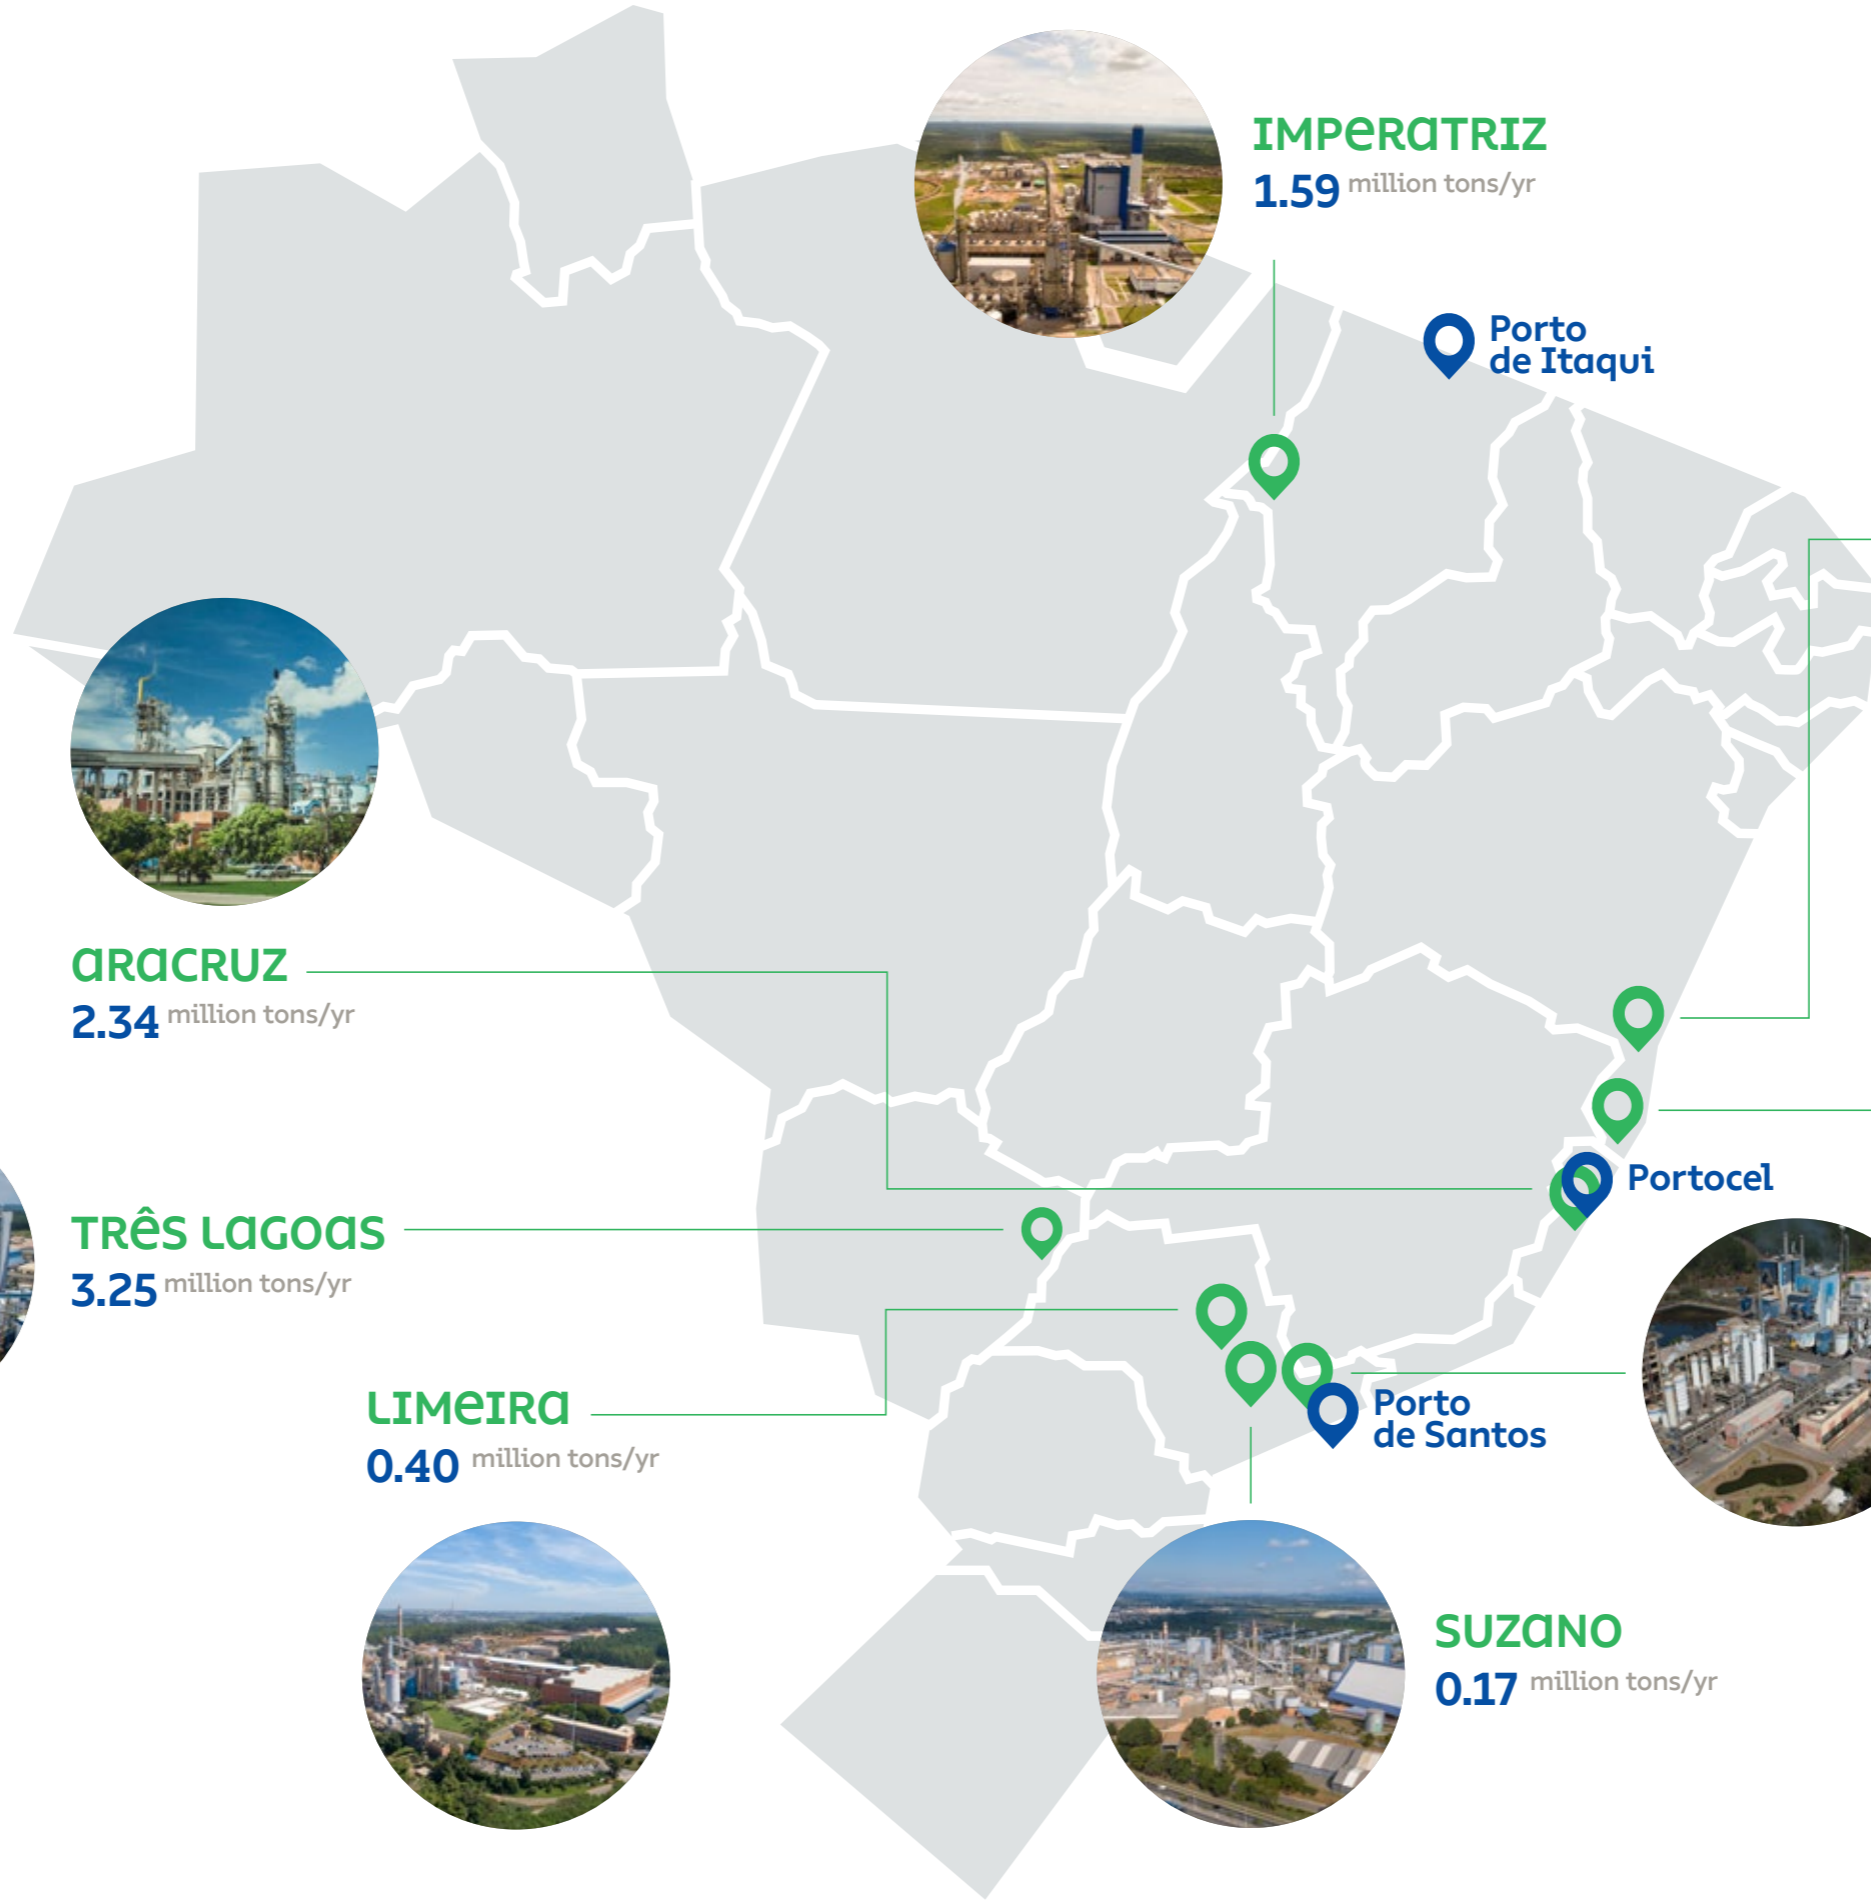 IMPERATRIZ
1.59 million tons/yr
Porto
de Itaqui
ARACRUZ
2.34 million tons/yr
Portocel
TRÊS LAGOAS
3.25 million tons/yr
LIMEIRA
0.40 million tons/yr
Porto
de Santos
SUZANO
0.17 million tons/yr